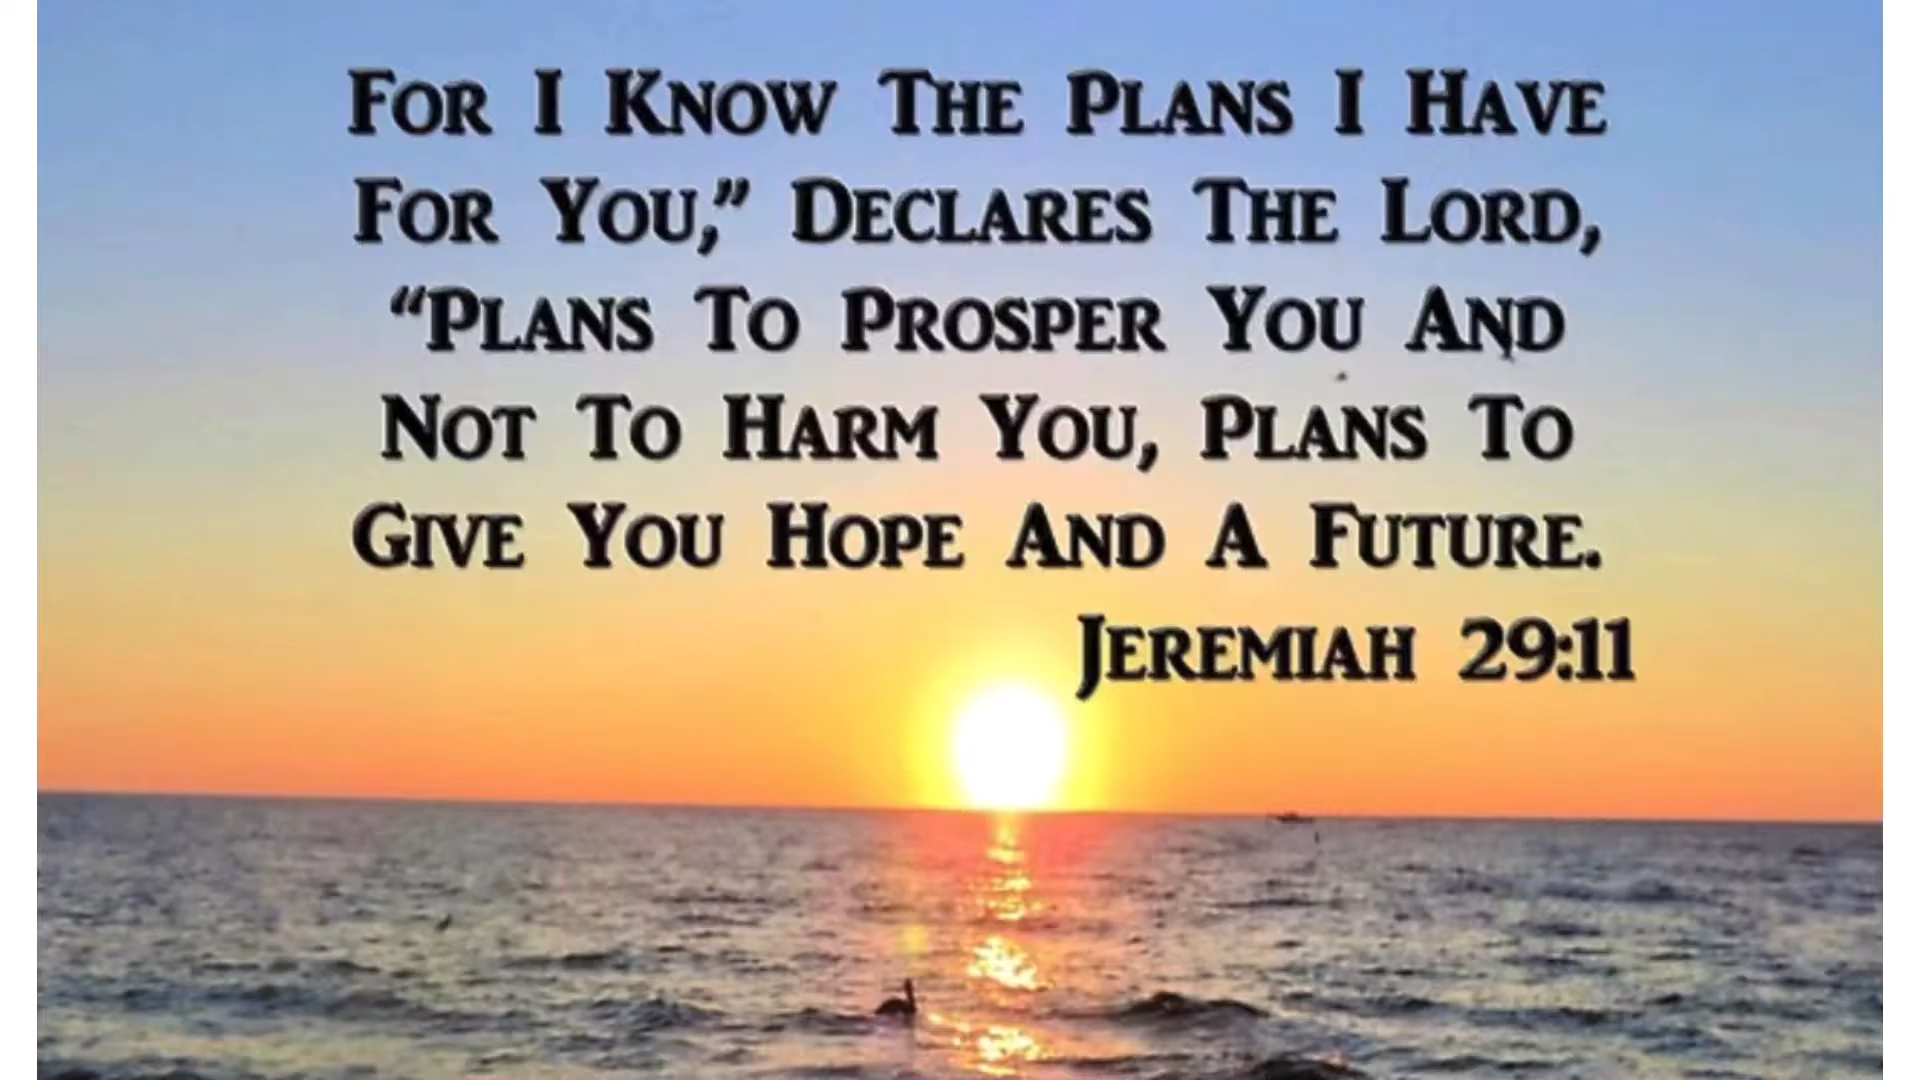 For I Know The Plans I Have
For You,” Declares The Lord,
“Plans To Prosper You And
Not To Harm You, Plans To
Give You Hope And A Future.
Jeremiah 29:11